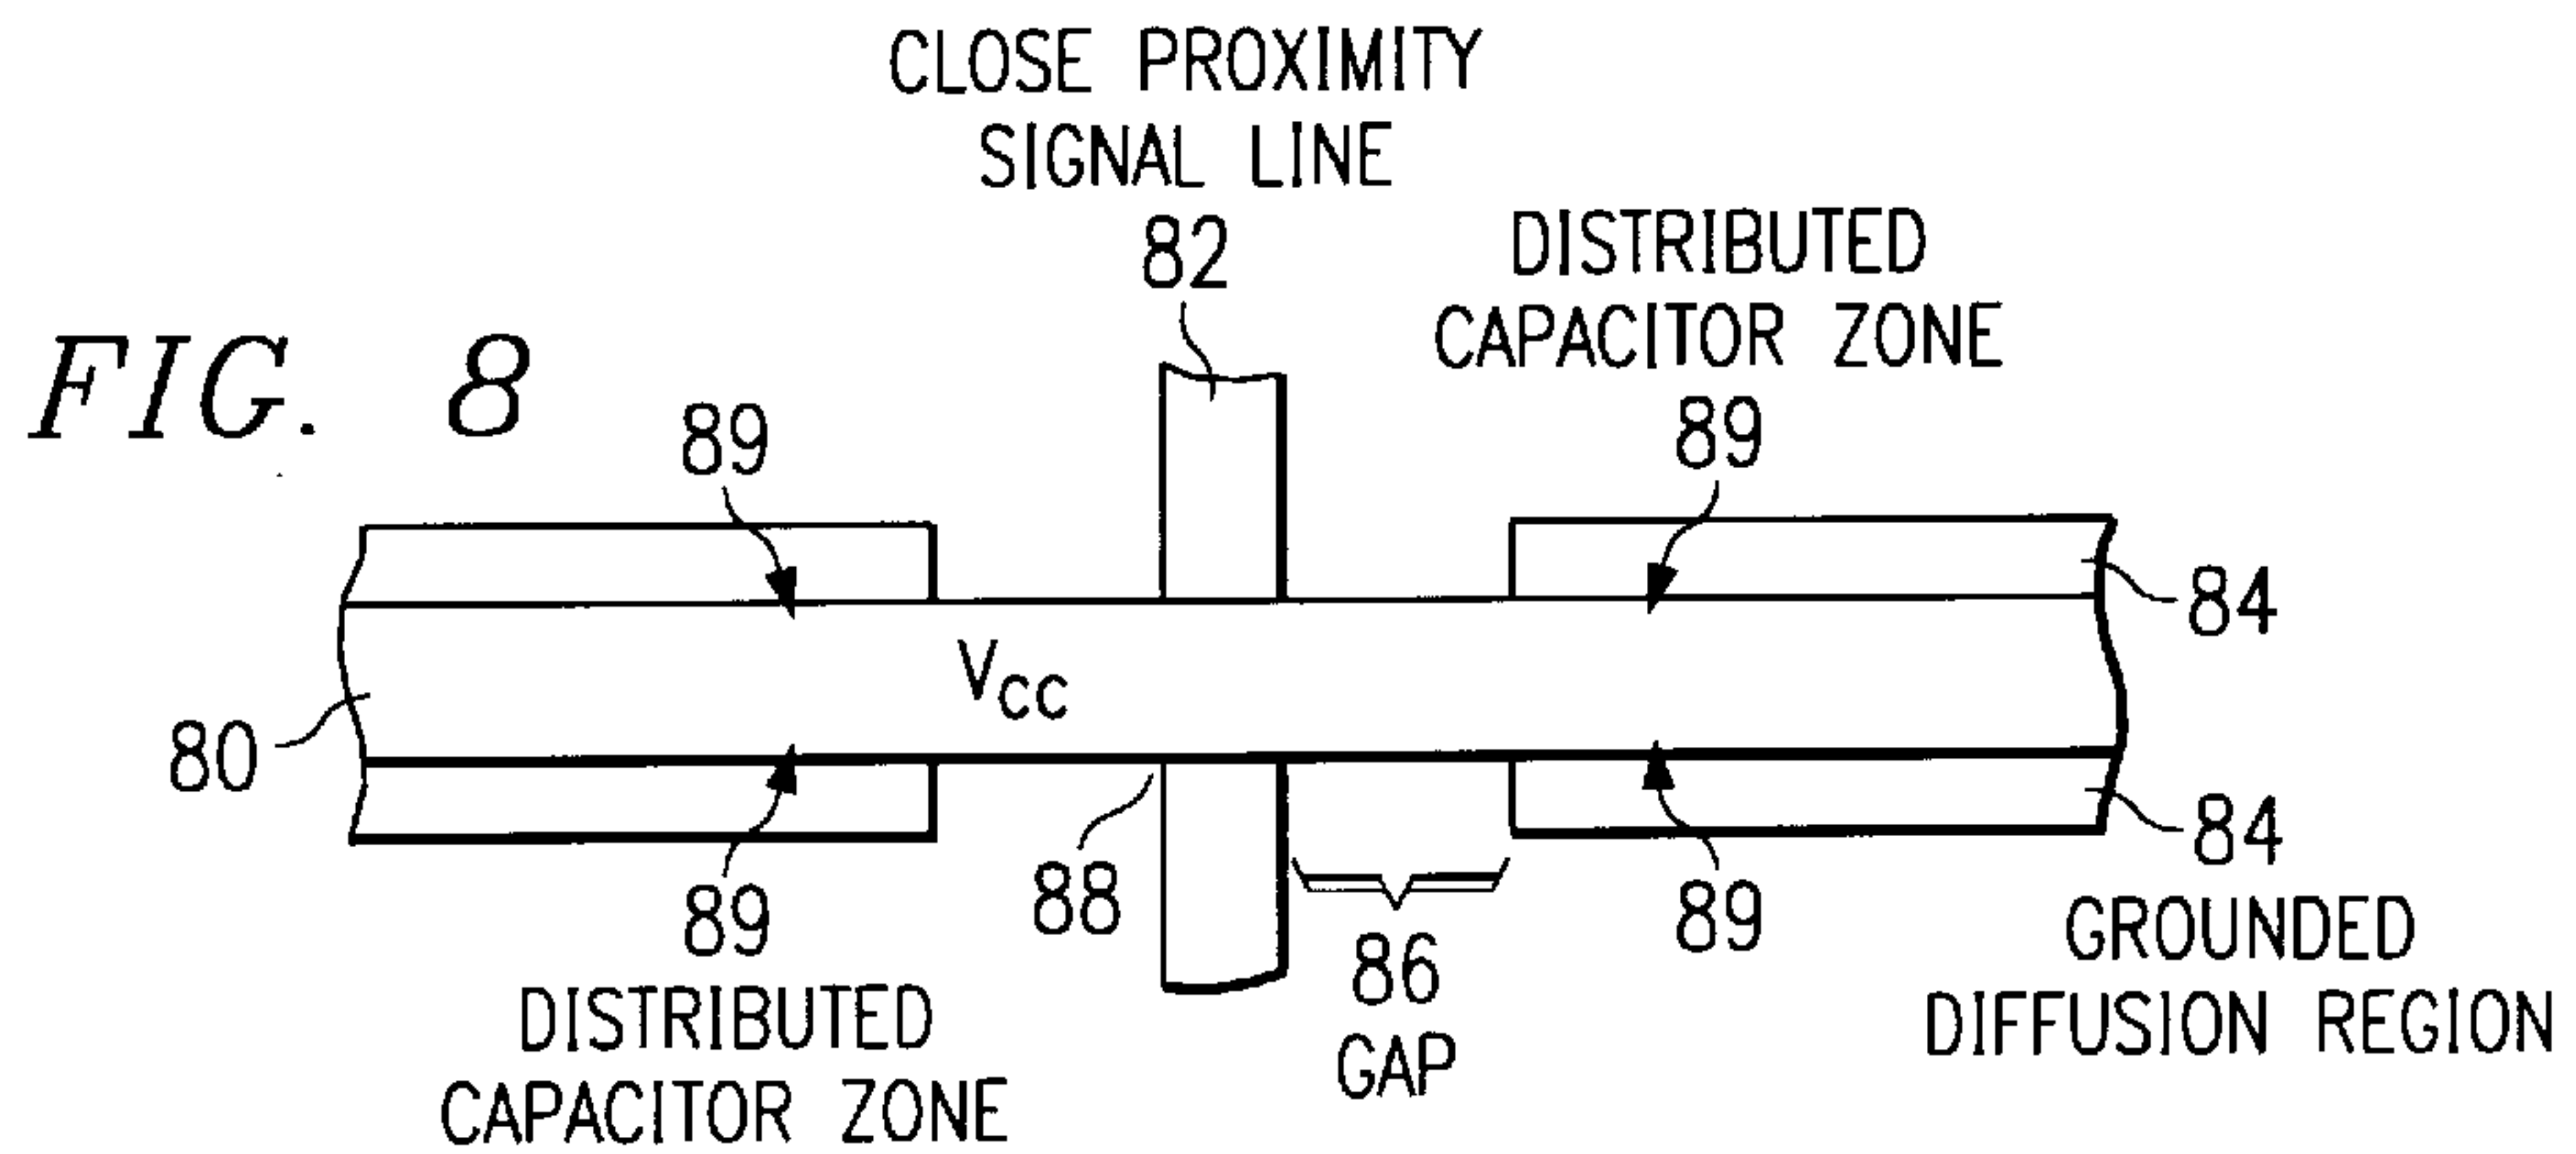 CLOSE PROXIMITY
SIGNAL LINE
82
DISTRIBUTED
CAPACITOR ZONE
89
FIG. 8
89
84
VCC
80
84
88
89
DISTRIBUTED
CAPACITOR ZONE
86
GAP
89
GROUNDED
DIFFUSION REGION